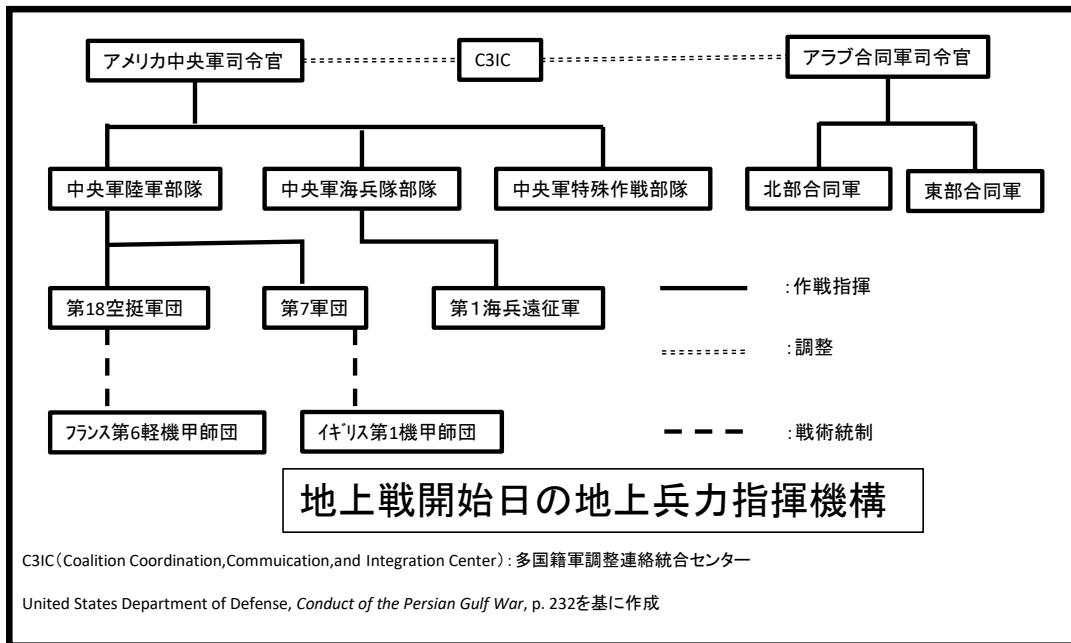 アメリカ中央軍司令官
C3IC
アラブ合同軍司令官
中央軍陸軍部隊
中央軍海兵隊部隊
中央軍特殊作戦部隊
北部合同軍
東部合同軍
第18空挺軍団
第7軍団
第１海兵遠征軍
：作戦指揮
：調整
ﾌﾗﾝｽ第6軽機甲師団
ｲｷﾞﾘｽ第1機甲師団
：戦術統制
地上戦開始日の地上兵力指揮機構
C3IC（Coalition Coordination,Commuication,and Integration Center）：多国籍軍調整連絡統合センター
United States Department of Defense, Conduct of the Persian Gulf War, p. 232を基に作成